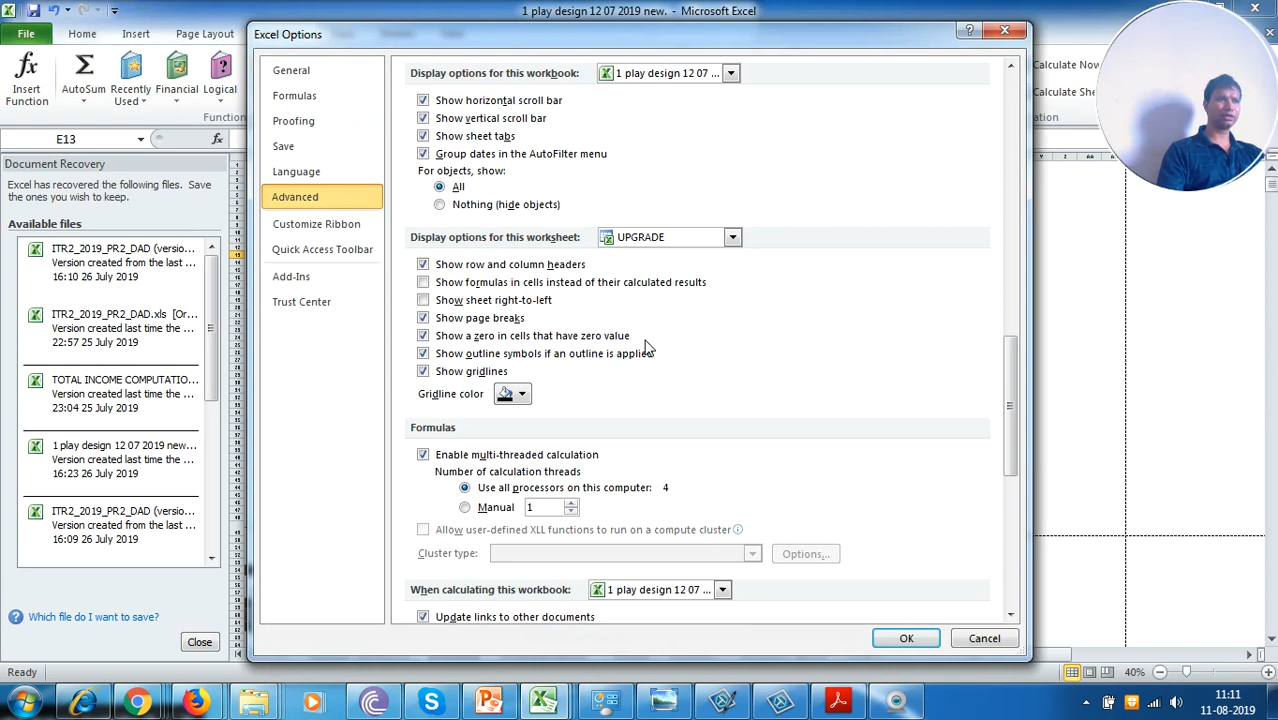 1 play design 12 07 2019 new. - Microsoft Excel
File Home Insert Page Layout
Excel Options
Insert Function
AutoSum
Recently Used
Financial
Logical
Calculate Now
Calculate She
E13
fx
Document Recovery
Excel has recovered the following files. Save
the ones you wish to keep.
Available files
ITR2_2019_PR2_DAD (versio...
Version created from the last ...
16:10 26 July 2019
ITR2_2019_PR2_DAD.xls [Or...
Version created last time the ...
22:57 25 July 2019
TOTAL INCOME COMPUTATIO...
Version created last time the ...
23:04 25 July 2019
1 play design 12 07 2019 new...
Version created last time the ...
16:23 26 July 2019
ITR2_2019_PR2_DAD (versio...
Version created last time the ...
16:09 26 July 2019
Which file do I want to save?
Close
General
Formulas
Proofing
Save
Language
Advanced
Customize Ribbon
Quick Access Toolbar
Add-Ins
Trust Center
Display options for this workbook: 1 play design 12 07 ...
Show horizontal scroll bar
Show vertical scroll bar
Show sheet tabs
Group dates in the AutoFilter menu
For objects, show:
All
Nothing (hide objects)
Display options for this worksheet: UPGRADE
Show row and column headers
Show formulas in cells instead of their calculated results
Show sheet right-to-left
Show page breaks
Show a zero in cells that have zero value
Show outline symbols if an outline is applied
Show gridlines
Gridline color
Formulas
Enable multi-threaded calculation
Number of calculation threads
Use all processors on this computer: 4
Manual 1
Allow user-defined XLL functions to run on a compute cluster
Cluster type: Options...
When calculating this workbook: 1 play design 12 07 ...
Update links to other documents
OK Cancel
Ready
40%
11:11
11-08-2019